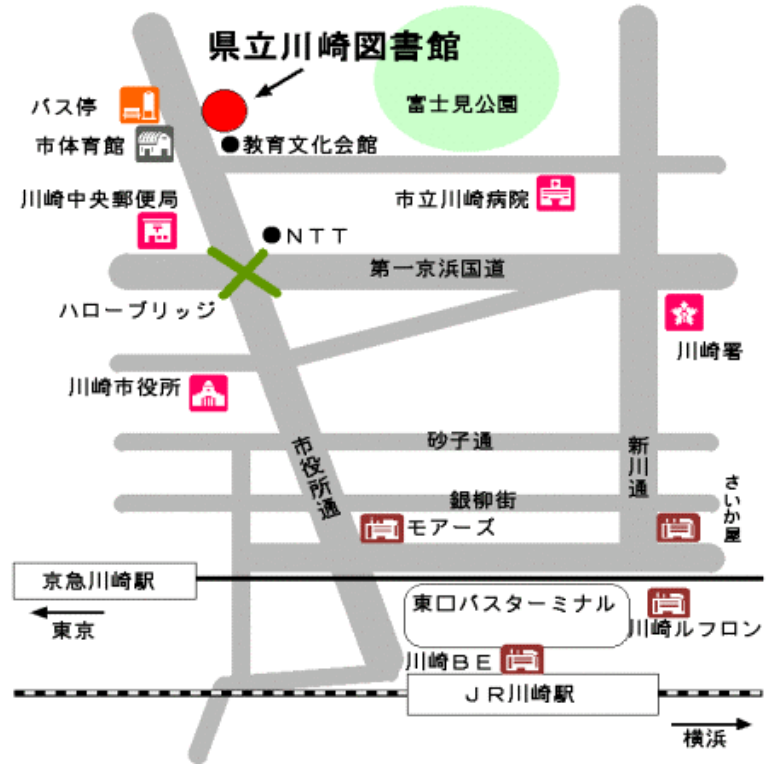 県立川崎図書館
バス停
富士見公園
市体育館
教育文化会館
川崎中央郵便局
市立川崎病院
NTT
第一京浜国道
ハローブリッジ
川崎署
川崎市役所
砂子通
市役所通
新川通
銀柳街
さいか屋
モアーズ
京急川崎駅
東口バスターミナル
東京
川崎ルフロン
川崎BE
JR川崎駅
横浜